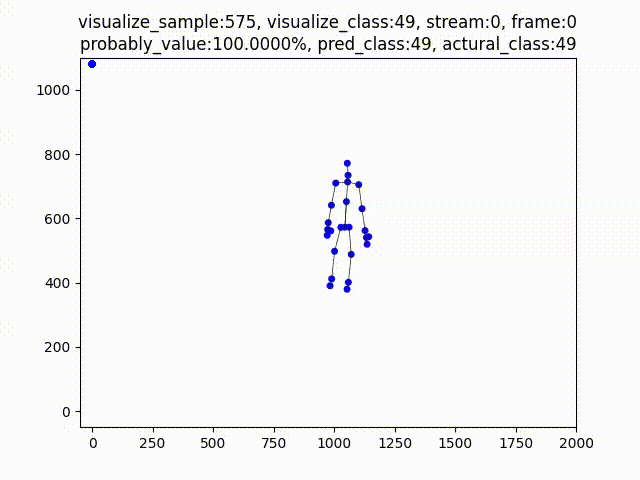 visualize_sample:575, visualize_class:49, stream:0, frame:0
probably_value:100.0000%, pred_class:49, actural_class:49
1000
800
600
400
200
0
0 250 500 750 1000 1250 1500 1750 2000